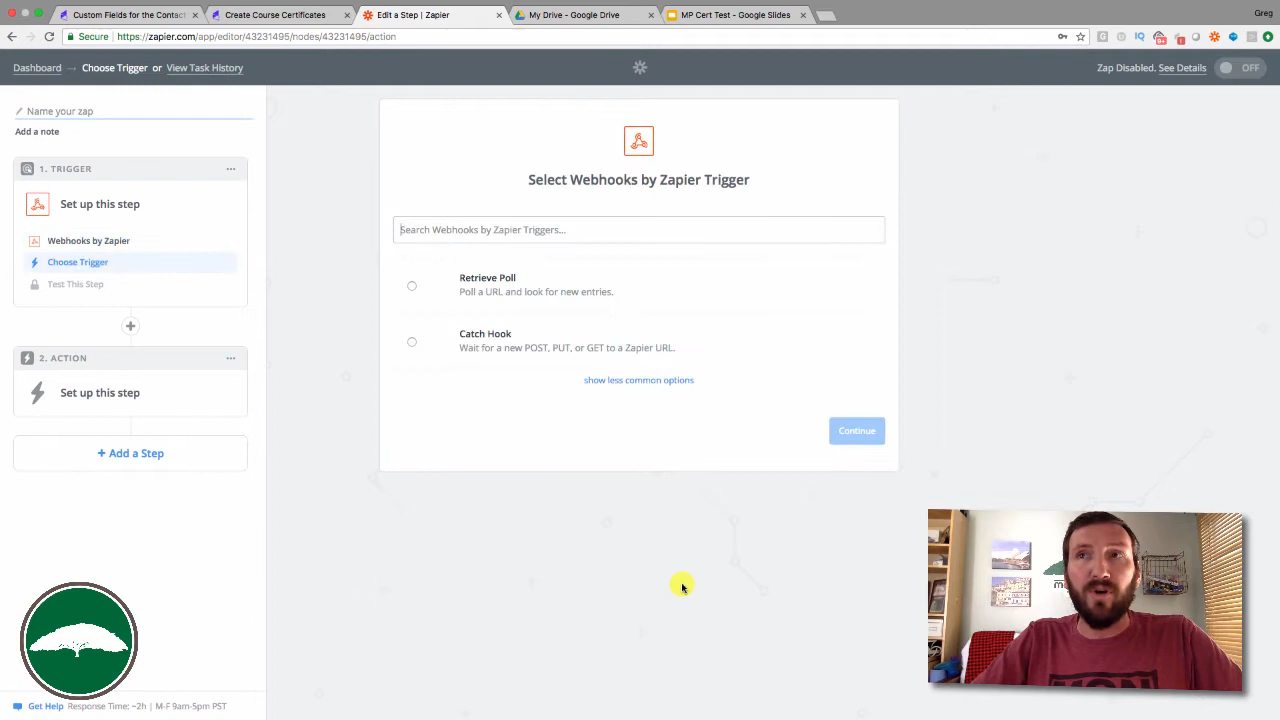 Custom Fields for the Contact
Create Course Certificates
Edit a Step | Zapier
My Drive - Google Drive
MP Cert Test - Google Slides
Greg
Secure
https://zapier.com/app/editor/43231495/nodes/43231495/action
Dashboard
Choose Trigger or View Task History
Zap Disabled. See Details
OFF
Name your zap
Add a note
1. TRIGGER
Set up this step
Webhooks by Zapier
Choose Trigger
Test This Step
2. ACTION
Set up this step
+ Add a Step
Select Webhooks by Zapier Trigger
Search Webhooks by Zapier Triggers...
Retrieve Poll
Poll a URL and look for new entries.
Catch Hook
Wait for a new POST, PUT, or GET to a Zapier URL.
show less common options
Continue
Get Help Response Time: ~2h | M-F 9am-5pm PST